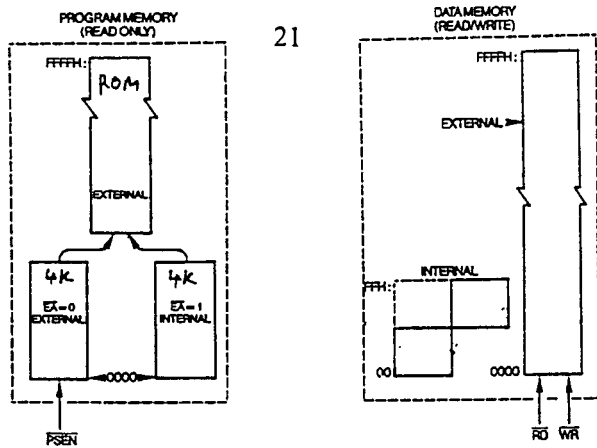 PROGRAM MEMORY
(READ ONLY)
FFFFH:
ROM
EXTERNAL
4K
EA=0
EXTERNAL
4K
EA=1
INTERNAL
0000
PSEN
21
DATA MEMORY
(READ/WRITE)
FFFFH:
EXTERNAL
INTERNAL
FFH:
00
0000
RD
WR